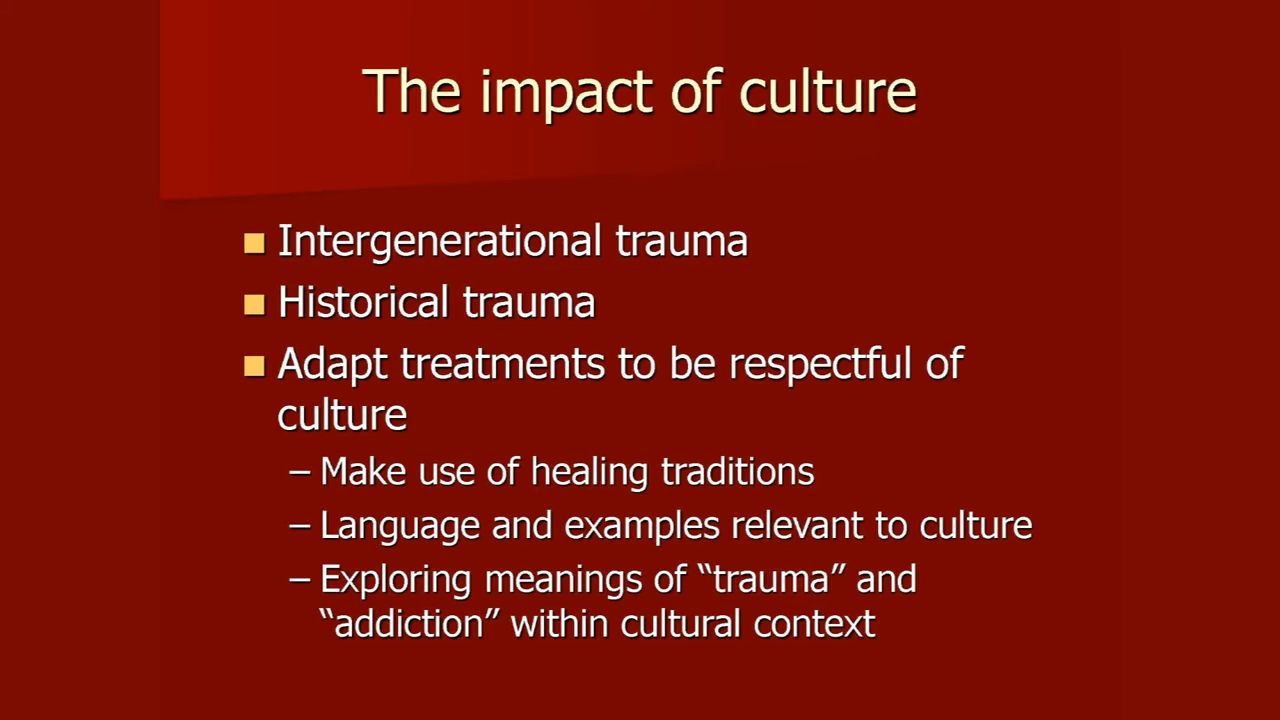 The impact of culture
■ Intergenerational trauma
■ Historical trauma
■ Adapt treatments to be respectful of
culture
– Make use of healing traditions
– Language and examples relevant to culture
– Exploring meanings of “trauma” and
“addiction” within cultural context